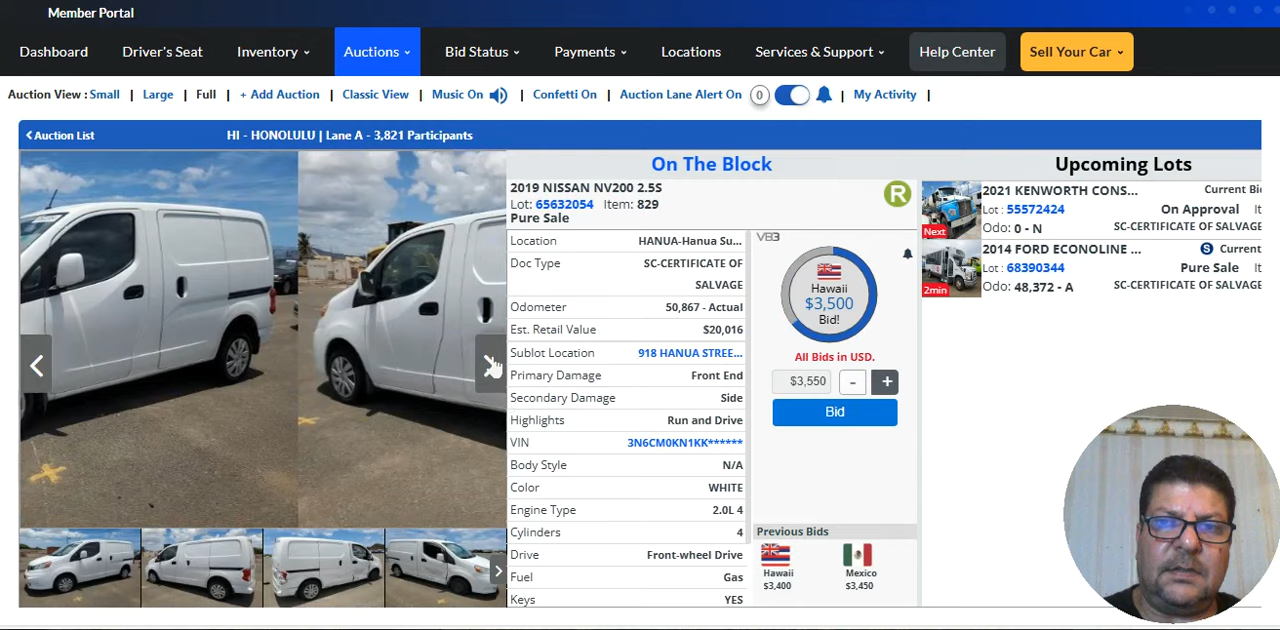 Member Portal
Dashboard Driver's Seat Inventory Auctions Bid Status Payments Locations Services & Support Help Center Sell Your Car
Auction View : Small | Large | Full | + Add Auction | Classic View | Music On | Confetti On | Auction Lane Alert On 0 | My Activity |
Auction List HI - HONOLULU | Lane A - 3,821 Participants
On The Block
2019 NISSAN NV200 2.5S
Lot: 65632054 Item: 829
Pure Sale
R
Location HANUA-Hanua Su...
Doc Type SC-CERTIFICATE OF
SALVAGE
Odometer 50,867 - Actual
Est. Retail Value $20,016
Sublot Location 918 HANUA STREE...
Primary Damage Front End
Secondary Damage Side
Highlights Run and Drive
VIN 3N6CM0KN1KK******
Body Style N/A
Color WHITE
Engine Type 2.0L 4
Cylinders 4
Drive Front-wheel Drive
Fuel Gas
Keys YES
VB3
Hawaii
$3,500
Bid!
All Bids in USD.
$3,550 - +
Bid
Previous Bids
Hawaii Mexico
$3,400 $3,450
Upcoming Lots
2021 KENWORTH CONS... Current Bi
Lot : 55572424 On Approval It
Next Odo: 0 - N SC-CERTIFICATE OF SALVAGE
2014 FORD ECONOLINE ... S Current
Lot : 68390344 Pure Sale It
2min Odo: 48,372 - A SC-CERTIFICATE OF SALVAGE